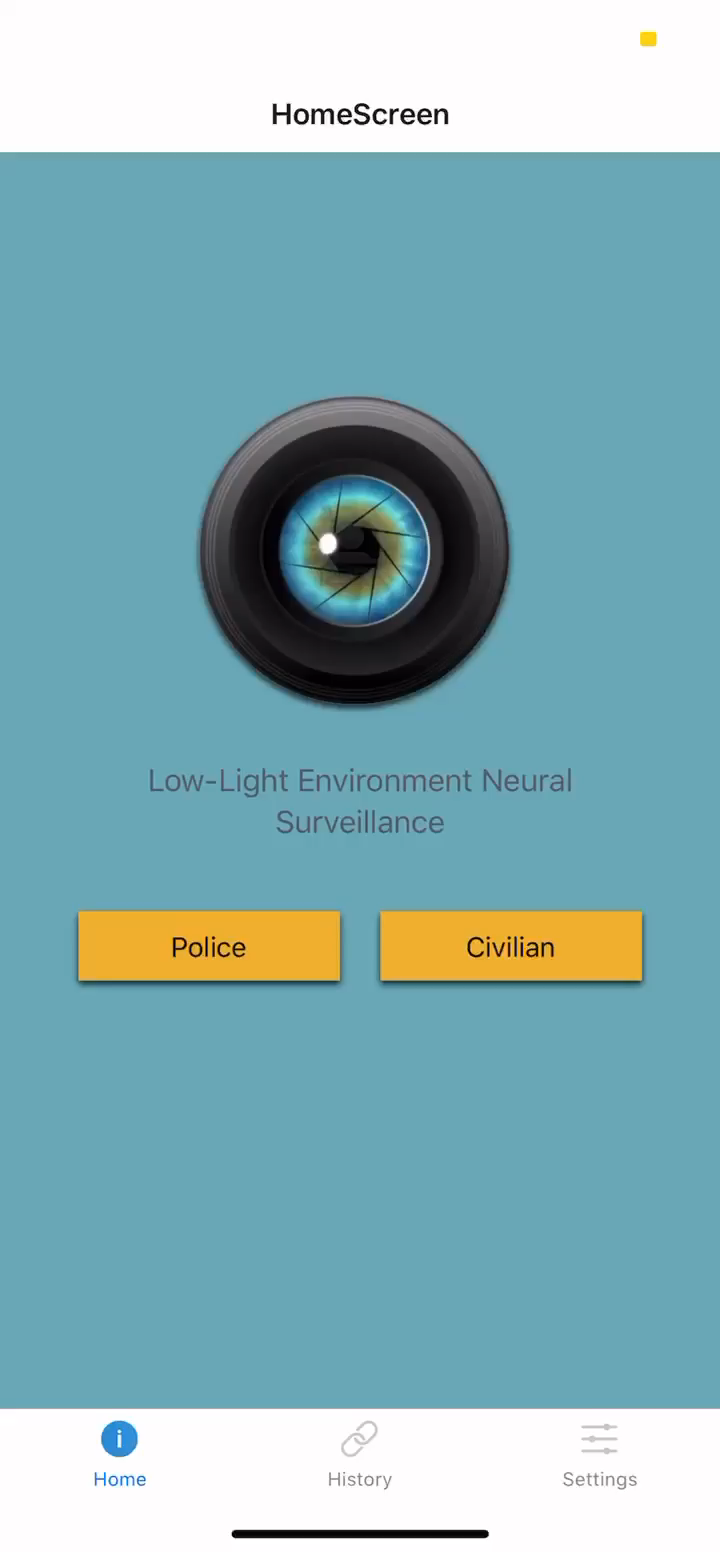 HomeScreen
Low-Light Environment Neural
Surveillance
Police
Civilian
Home
History
Settings